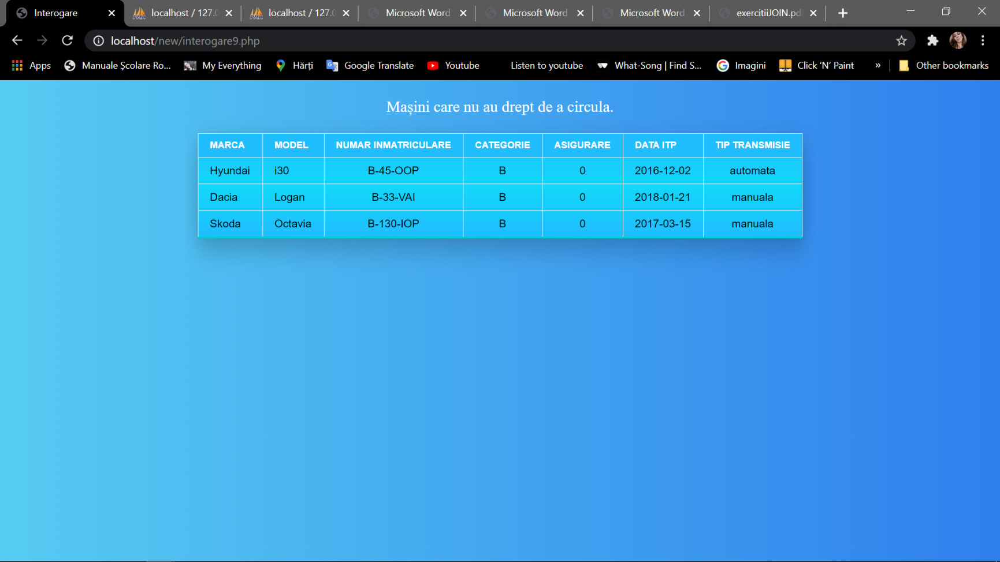 Interogare
localhost / 127.0
localhost / 127.0
Microsoft Word
Microsoft Word
Microsoft Word
exercitiiJOIN.pdf
localhost/new/interogare9.php
Apps Manuale Școlare Ro... My Everything Hărți Google Translate Youtube Listen to youtube What-Song | Find S... Imagini Click 'N' Paint » Other bookmarks
Mașini care nu au drept de a circula.
MARCA MODEL NUMAR INMATRICULARE CATEGORIE ASIGURARE DATA ITP TIP TRANSMISIE
Hyundai i30 B-45-OOP B 0 2016-12-02 automata
Dacia Logan B-33-VAI B 0 2018-01-21 manuala
Skoda Octavia B-130-IOP B 0 2017-03-15 manuala